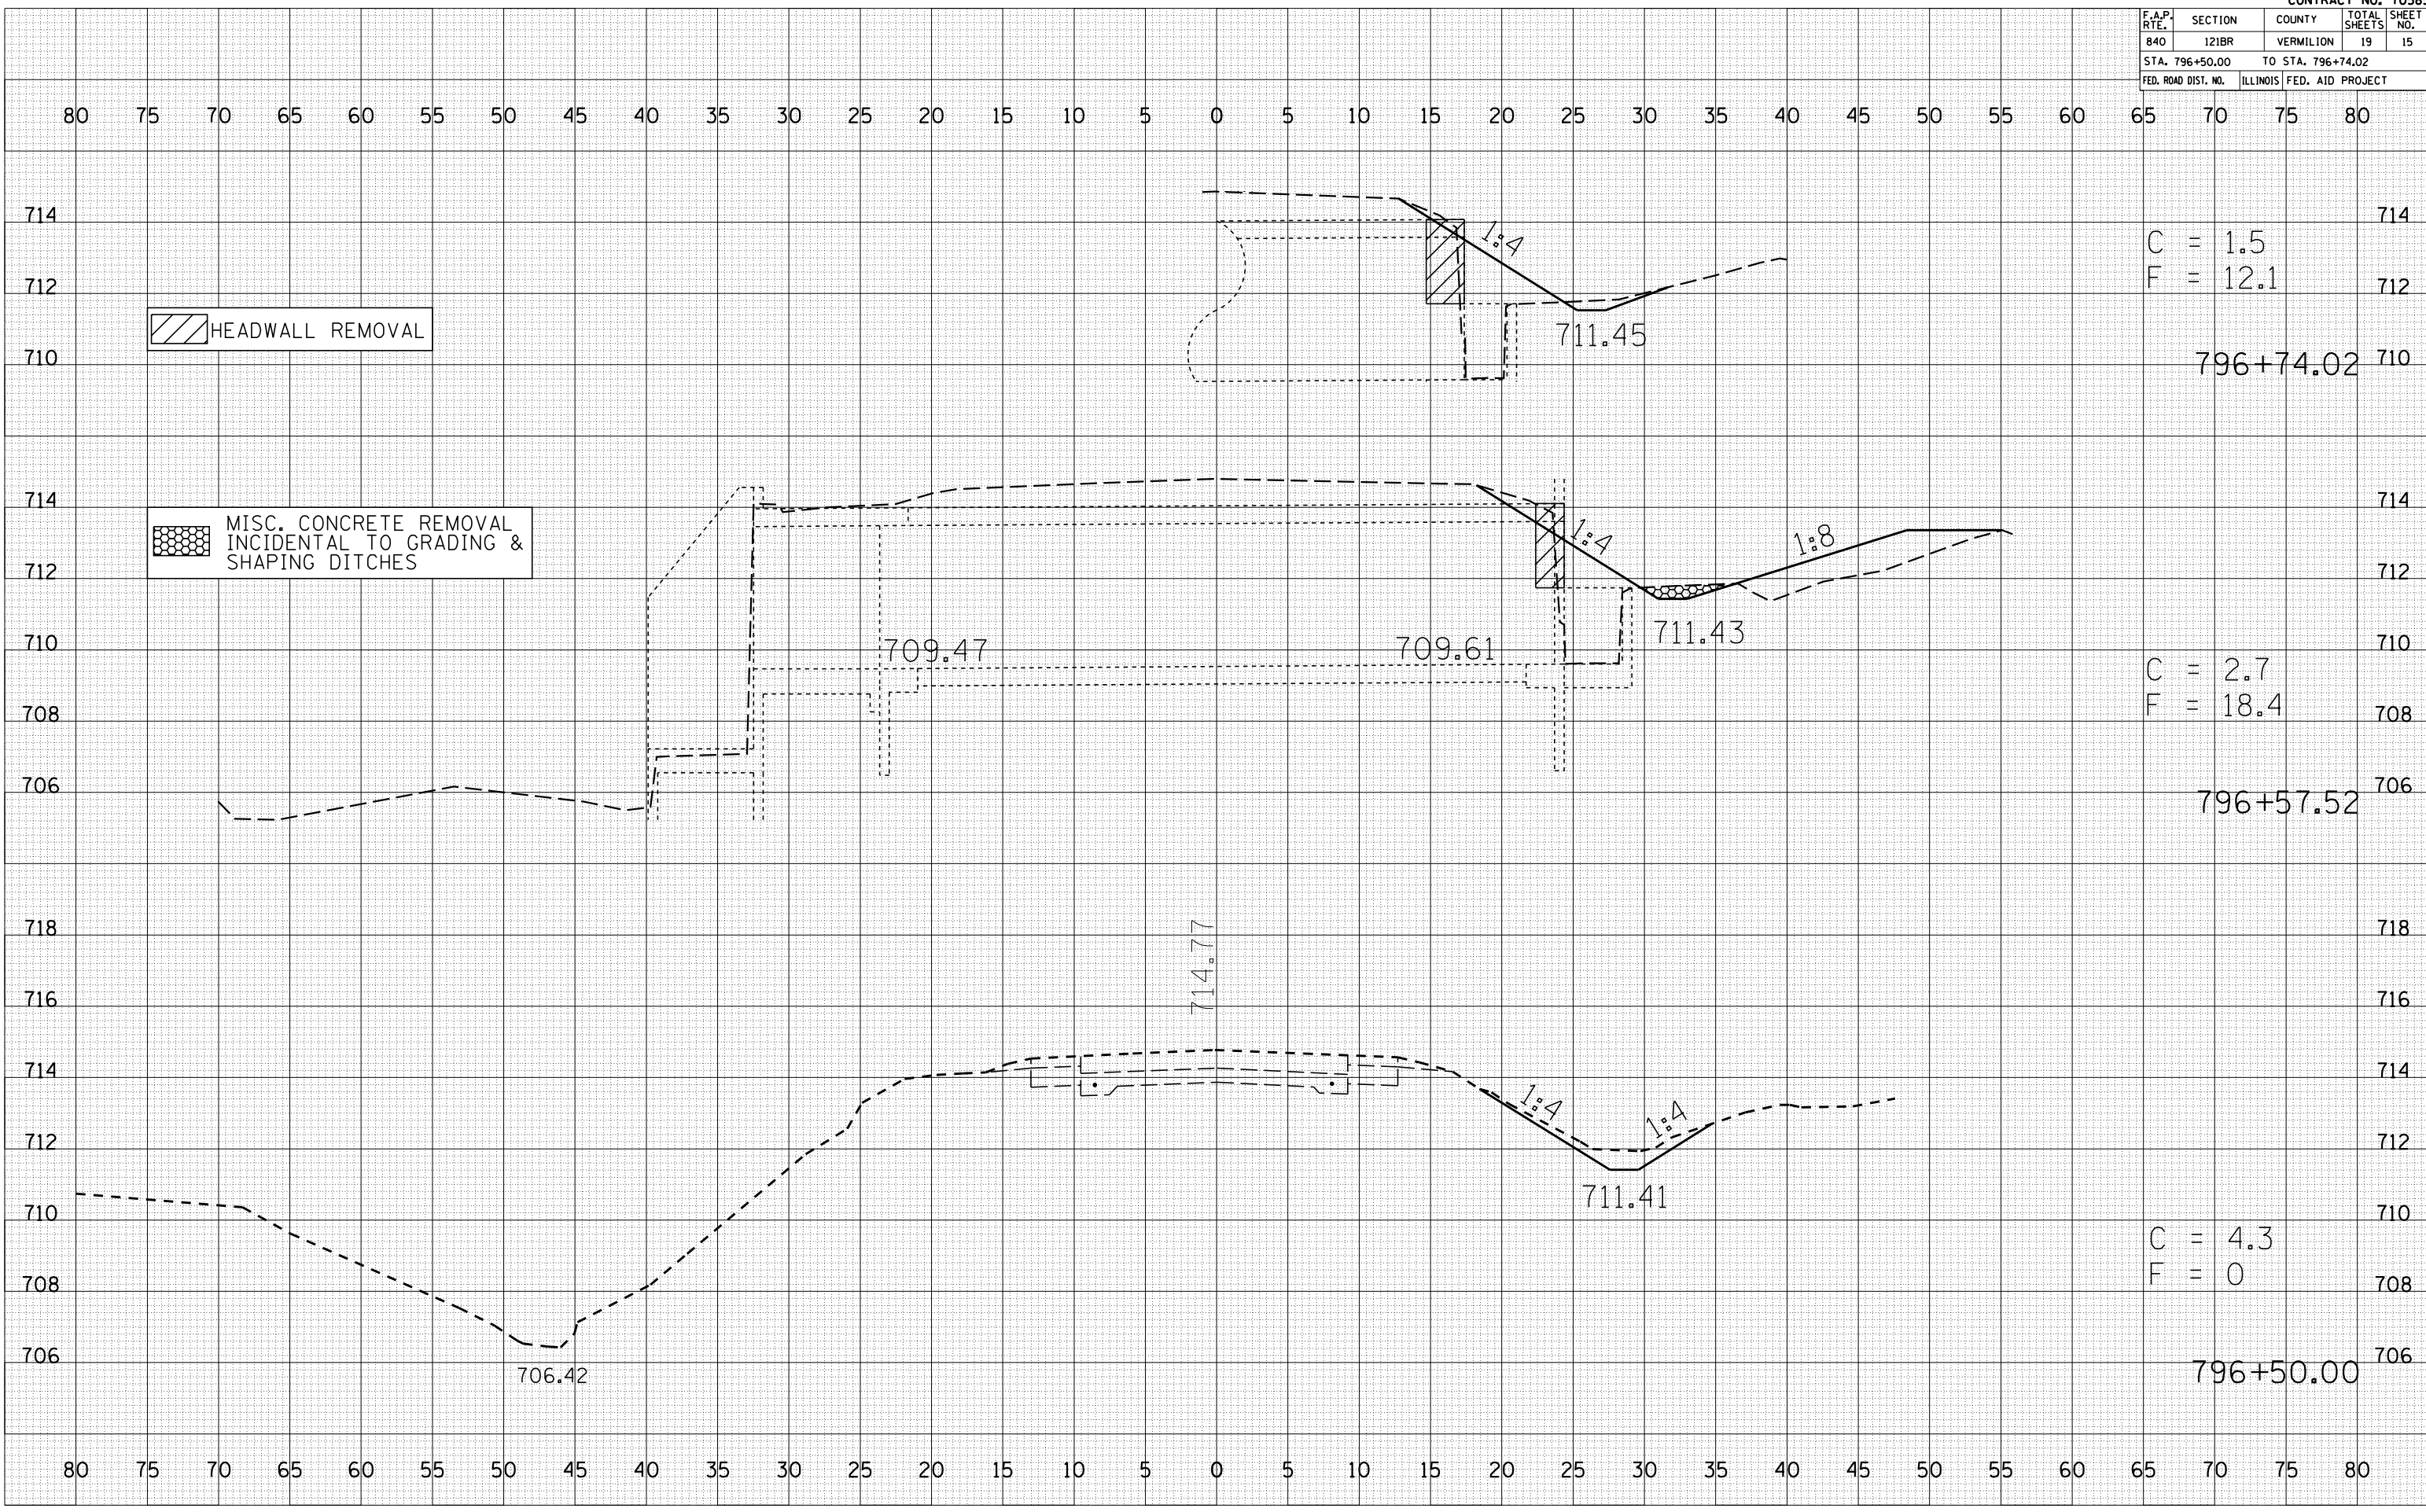 F.A.P. RTE. SECTION COUNTY TOTAL SHEETS SHEET NO.
840 121BR VERMILION 19 15
STA. 796+50.00 TO STA. 796+74.02
FED. ROAD DIST. NO. ILLINOIS FED. AID PROJECT
80 75 70 65 60 55 50 45 40 35 30 25 20 15 10 5 0 5 10 15 20 25 30 35 40 45 50 55 60 65 70 75 80
714 714
1:4
C = 1.5
F = 12.1
712 712
HEADWALL REMOVAL
711.45
710 796+74.02 710
714 714
MISC. CONCRETE REMOVAL
INCIDENTAL TO GRADING &
SHAPING DITCHES
1:4 1:8
712 712
711.43
710 709.47 709.61 710
C = 2.7
F = 18.4
708 708
706 706
796+57.52
718 718
714.77
716 716
714 714
1:4 1:4
712 712
711.41
710 710
C = 4.3
F = 0
708 708
706 706
706.42 796+50.00
80 75 70 65 60 55 50 45 40 35 30 25 20 15 10 5 0 5 10 15 20 25 30 35 40 45 50 55 60 65 70 75 80